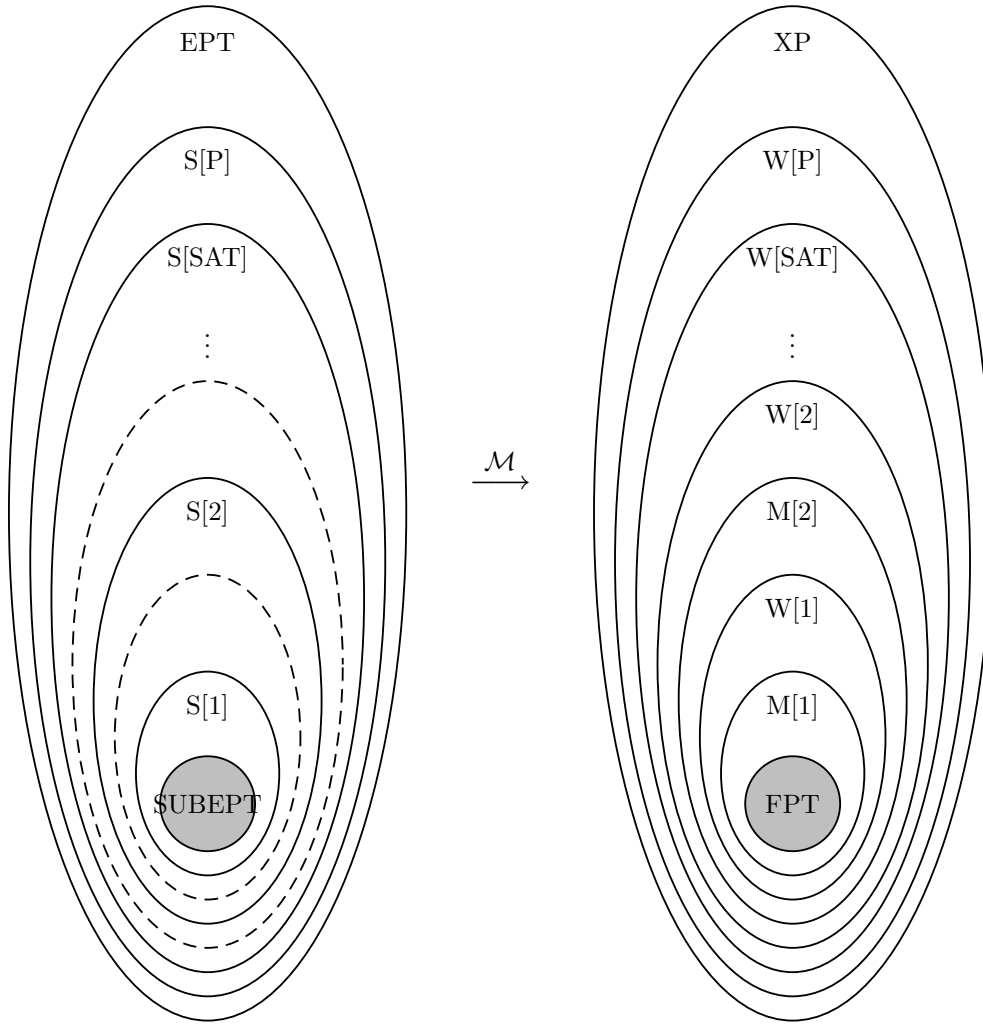 EPT
S[P]
S[SAT]
⋮
S[2]
S[1]
SUBEPT
M
XP
W[P]
W[SAT]
⋮
W[2]
M[2]
W[1]
M[1]
FPT